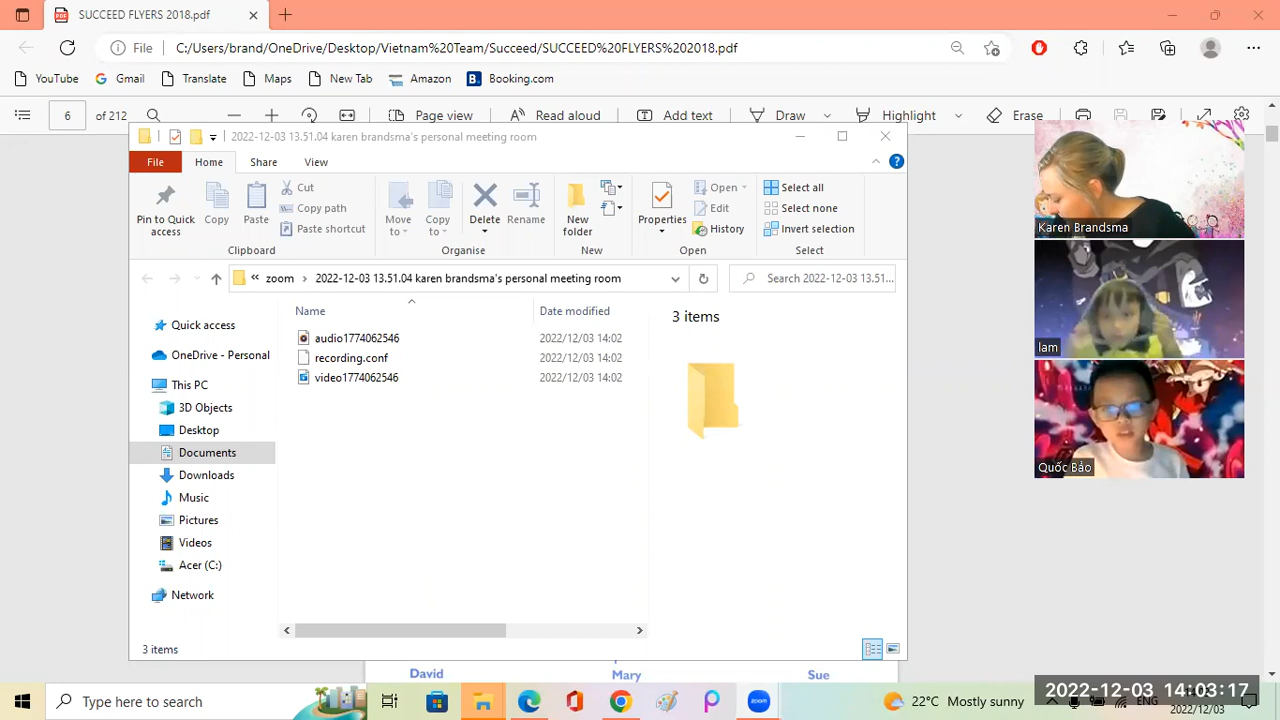 SUCCEED FLYERS 2018.pdf
File C:/Users/brand/OneDrive/Desktop/Vietnam%20Team/Succeed/SUCCEED%20FLYERS%202018.pdf
YouTube Gmail Translate Maps New Tab Amazon Booking.com
6 of 212 Page view Read aloud Add text Draw Highlight Erase
2022-12-03 13.51.04 karen brandsma's personal meeting room
File Home Share View
Pin to Quick access
Copy
Paste
Cut
Copy path
Paste shortcut
Clipboard
Move to
Copy to
Delete
Rename
Organise
New folder
New
Properties
Open
Edit
History
Open
Select all
Select none
Invert selection
Select
zoom 2022-12-03 13.51.04 karen brandsma's personal meeting room
Search 2022-12-03 13.51...
Quick access
OneDrive - Personal
This PC
3D Objects
Desktop
Documents
Downloads
Music
Pictures
Videos
Acer (C:)
Network
Name Date modified
audio1774062546 2022/12/03 14:02
recording.conf 2022/12/03 14:02
video1774062546 2022/12/03 14:02
3 items
3 items
David Mary Sue
Karen Brandsma
lam
Quốc Bảo
Type here to search
22°C Mostly sunny
ENG
2022-12-03 14:03:17
2022/12/03